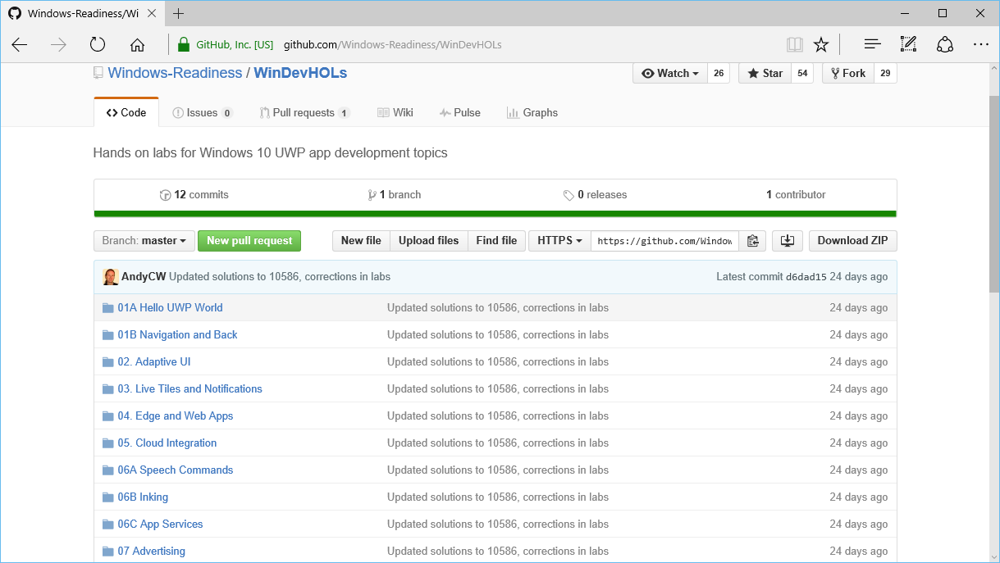 Windows-Readiness/Wi
GitHub, Inc. [US] github.com/Windows-Readiness/WinDevHOLs
Windows-Readiness / WinDevHOLs Watch 26 Star 54 Fork 29
Code Issues 0 Pull requests 1 Wiki Pulse Graphs
Hands on labs for Windows 10 UWP app development topics
12 commits 1 branch 0 releases 1 contributor
Branch: master New pull request New file Upload files Find file HTTPS https://github.com/Window Download ZIP
AndyCW Updated solutions to 10586, corrections in labs Latest commit d6dad15 24 days ago
01A Hello UWP World Updated solutions to 10586, corrections in labs 24 days ago
01B Navigation and Back Updated solutions to 10586, corrections in labs 24 days ago
02. Adaptive UI Updated solutions to 10586, corrections in labs 24 days ago
03. Live Tiles and Notifications Updated solutions to 10586, corrections in labs 24 days ago
04. Edge and Web Apps Updated solutions to 10586, corrections in labs 24 days ago
05. Cloud Integration Updated solutions to 10586, corrections in labs 24 days ago
06A Speech Commands Updated solutions to 10586, corrections in labs 24 days ago
06B Inking Updated solutions to 10586, corrections in labs 24 days ago
06C App Services Updated solutions to 10586, corrections in labs 24 days ago
07 Advertising Updated solutions to 10586, corrections in labs 24 days ago